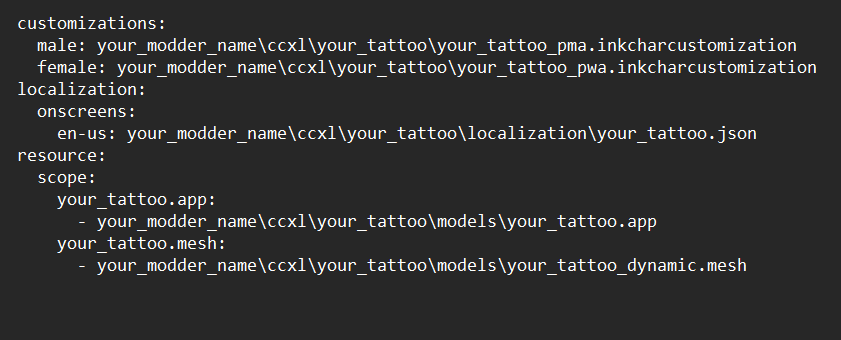 customizations:
  male: your_modder_name\ccxl\your_tattoo\your_tattoo_pma.inkcharcustomization
  female: your_modder_name\ccxl\your_tattoo\your_tattoo_pwa.inkcharcustomization
localization:
  onscreens:
    en-us: your_modder_name\ccxl\your_tattoo\localization\your_tattoo.json
resource:
  scope:
    your_tattoo.app:
      - your_modder_name\ccxl\your_tattoo\models\your_tattoo.app
    your_tattoo.mesh:
      - your_modder_name\ccxl\your_tattoo\models\your_tattoo_dynamic.mesh